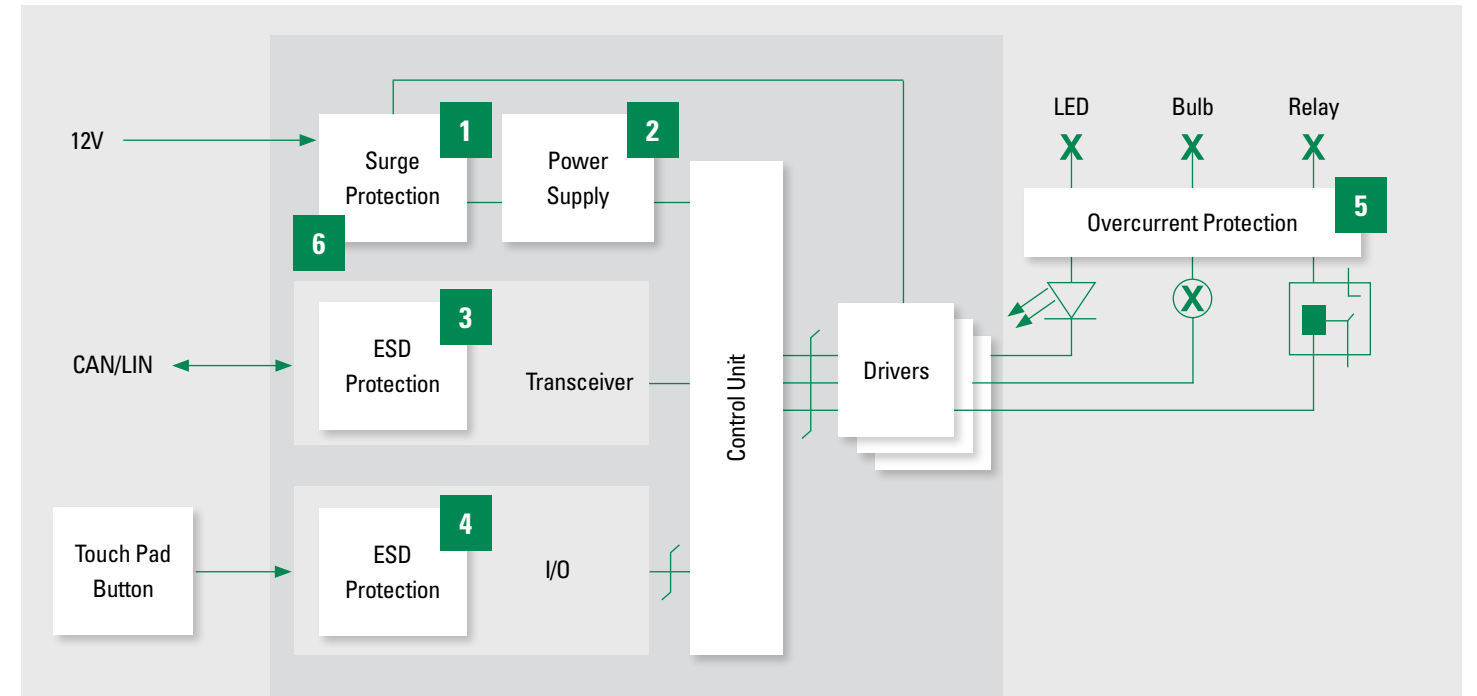 12V
1
Surge
Protection
6
2
Power
Supply
LED
Bulb
Relay
X
X
X
5
Overcurrent Protection
X
CAN/LIN
3
ESD
Protection
Transceiver
Control Unit
Drivers
Touch Pad
Button
4
ESD
Protection
I/O